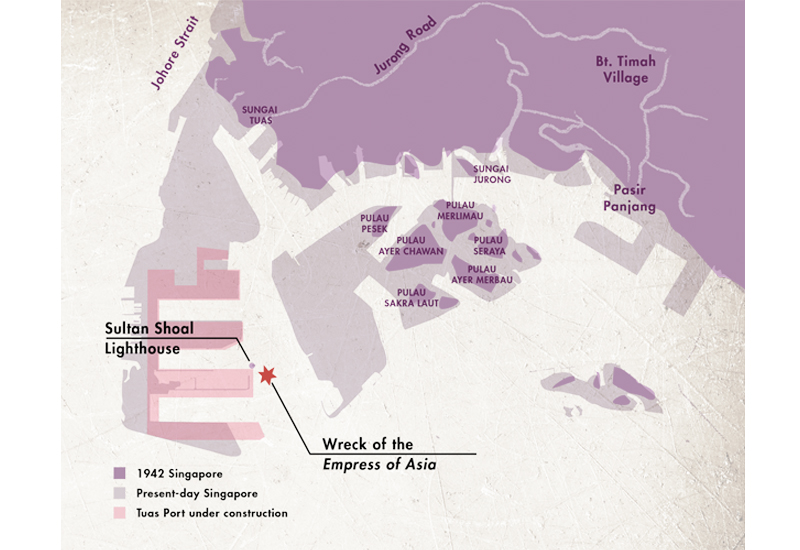 Johore Strait
Jurong Road
Bt. Timah
Village
SUNGAI
TUAS
SUNGAI
JURONG
Pasir
Panjang
PULAU
PESEK
PULAU
MERLIMAU
PULAU
AYER CHAWAN
PULAU
SERAYA
PULAU
AYER MERBAU
PULAU
SAKRA LAUT
Sultan Shoal
Lighthouse
Wreck of the
Empress of Asia
1942 Singapore
Present-day Singapore
Tuas Port under construction